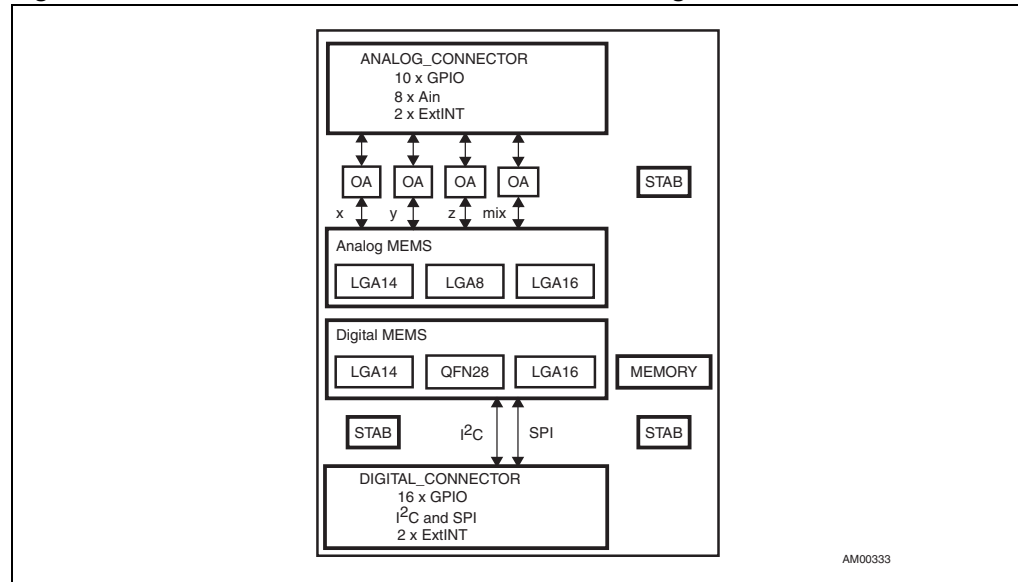 ANALOG_CONNECTOR
10 x GPIO
8 x Ain
2 x ExtINT
OA OA OA OA STAB
x y z mix
Analog MEMS
LGA14 LGA8 LGA16
Digital MEMS
LGA14 QFN28 LGA16 MEMORY
STAB I²C SPI STAB
DIGITAL_CONNECTOR
16 x GPIO
I²C and SPI
2 x ExtINT
AM00333